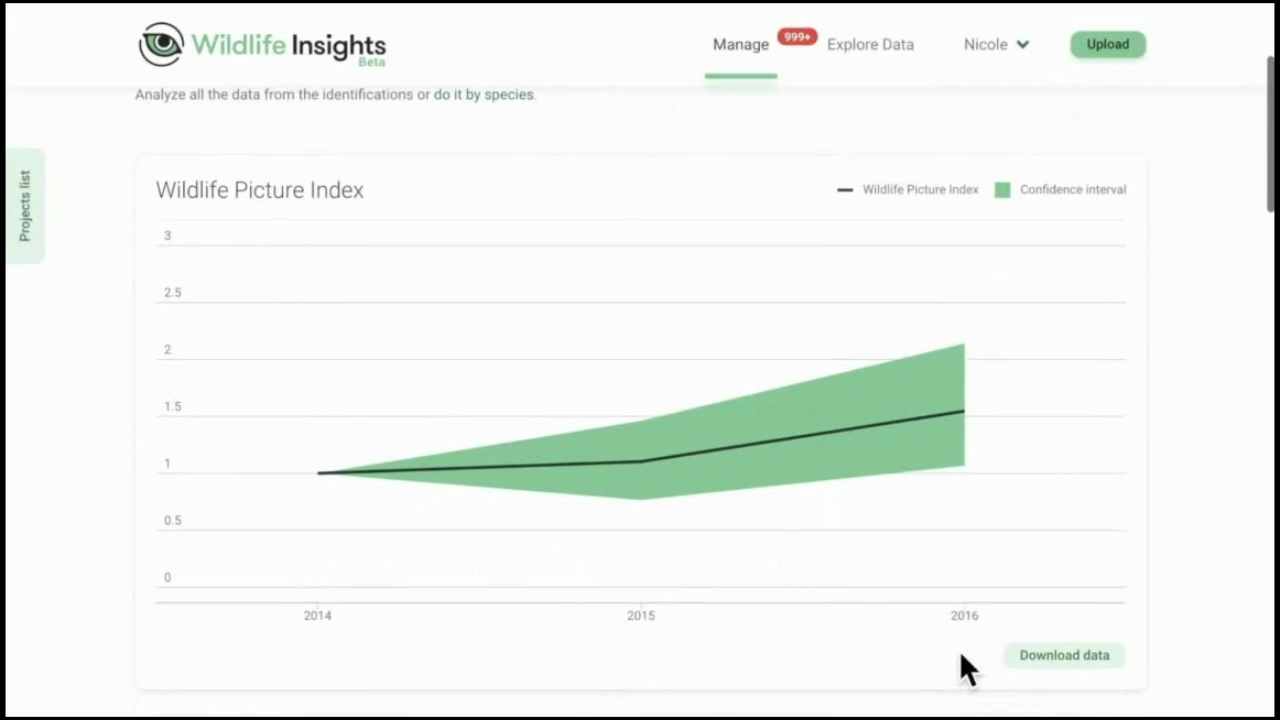 Wildlife Insights
Beta
Manage 999+ Explore Data Nicole Upload
Analyze all the data from the identifications or do it by species.
Projects list
Wildlife Picture Index
Wildlife Picture Index Confidence interval
3
2.5
2
1.5
1
0.5
0
2014 2015 2016
Download data